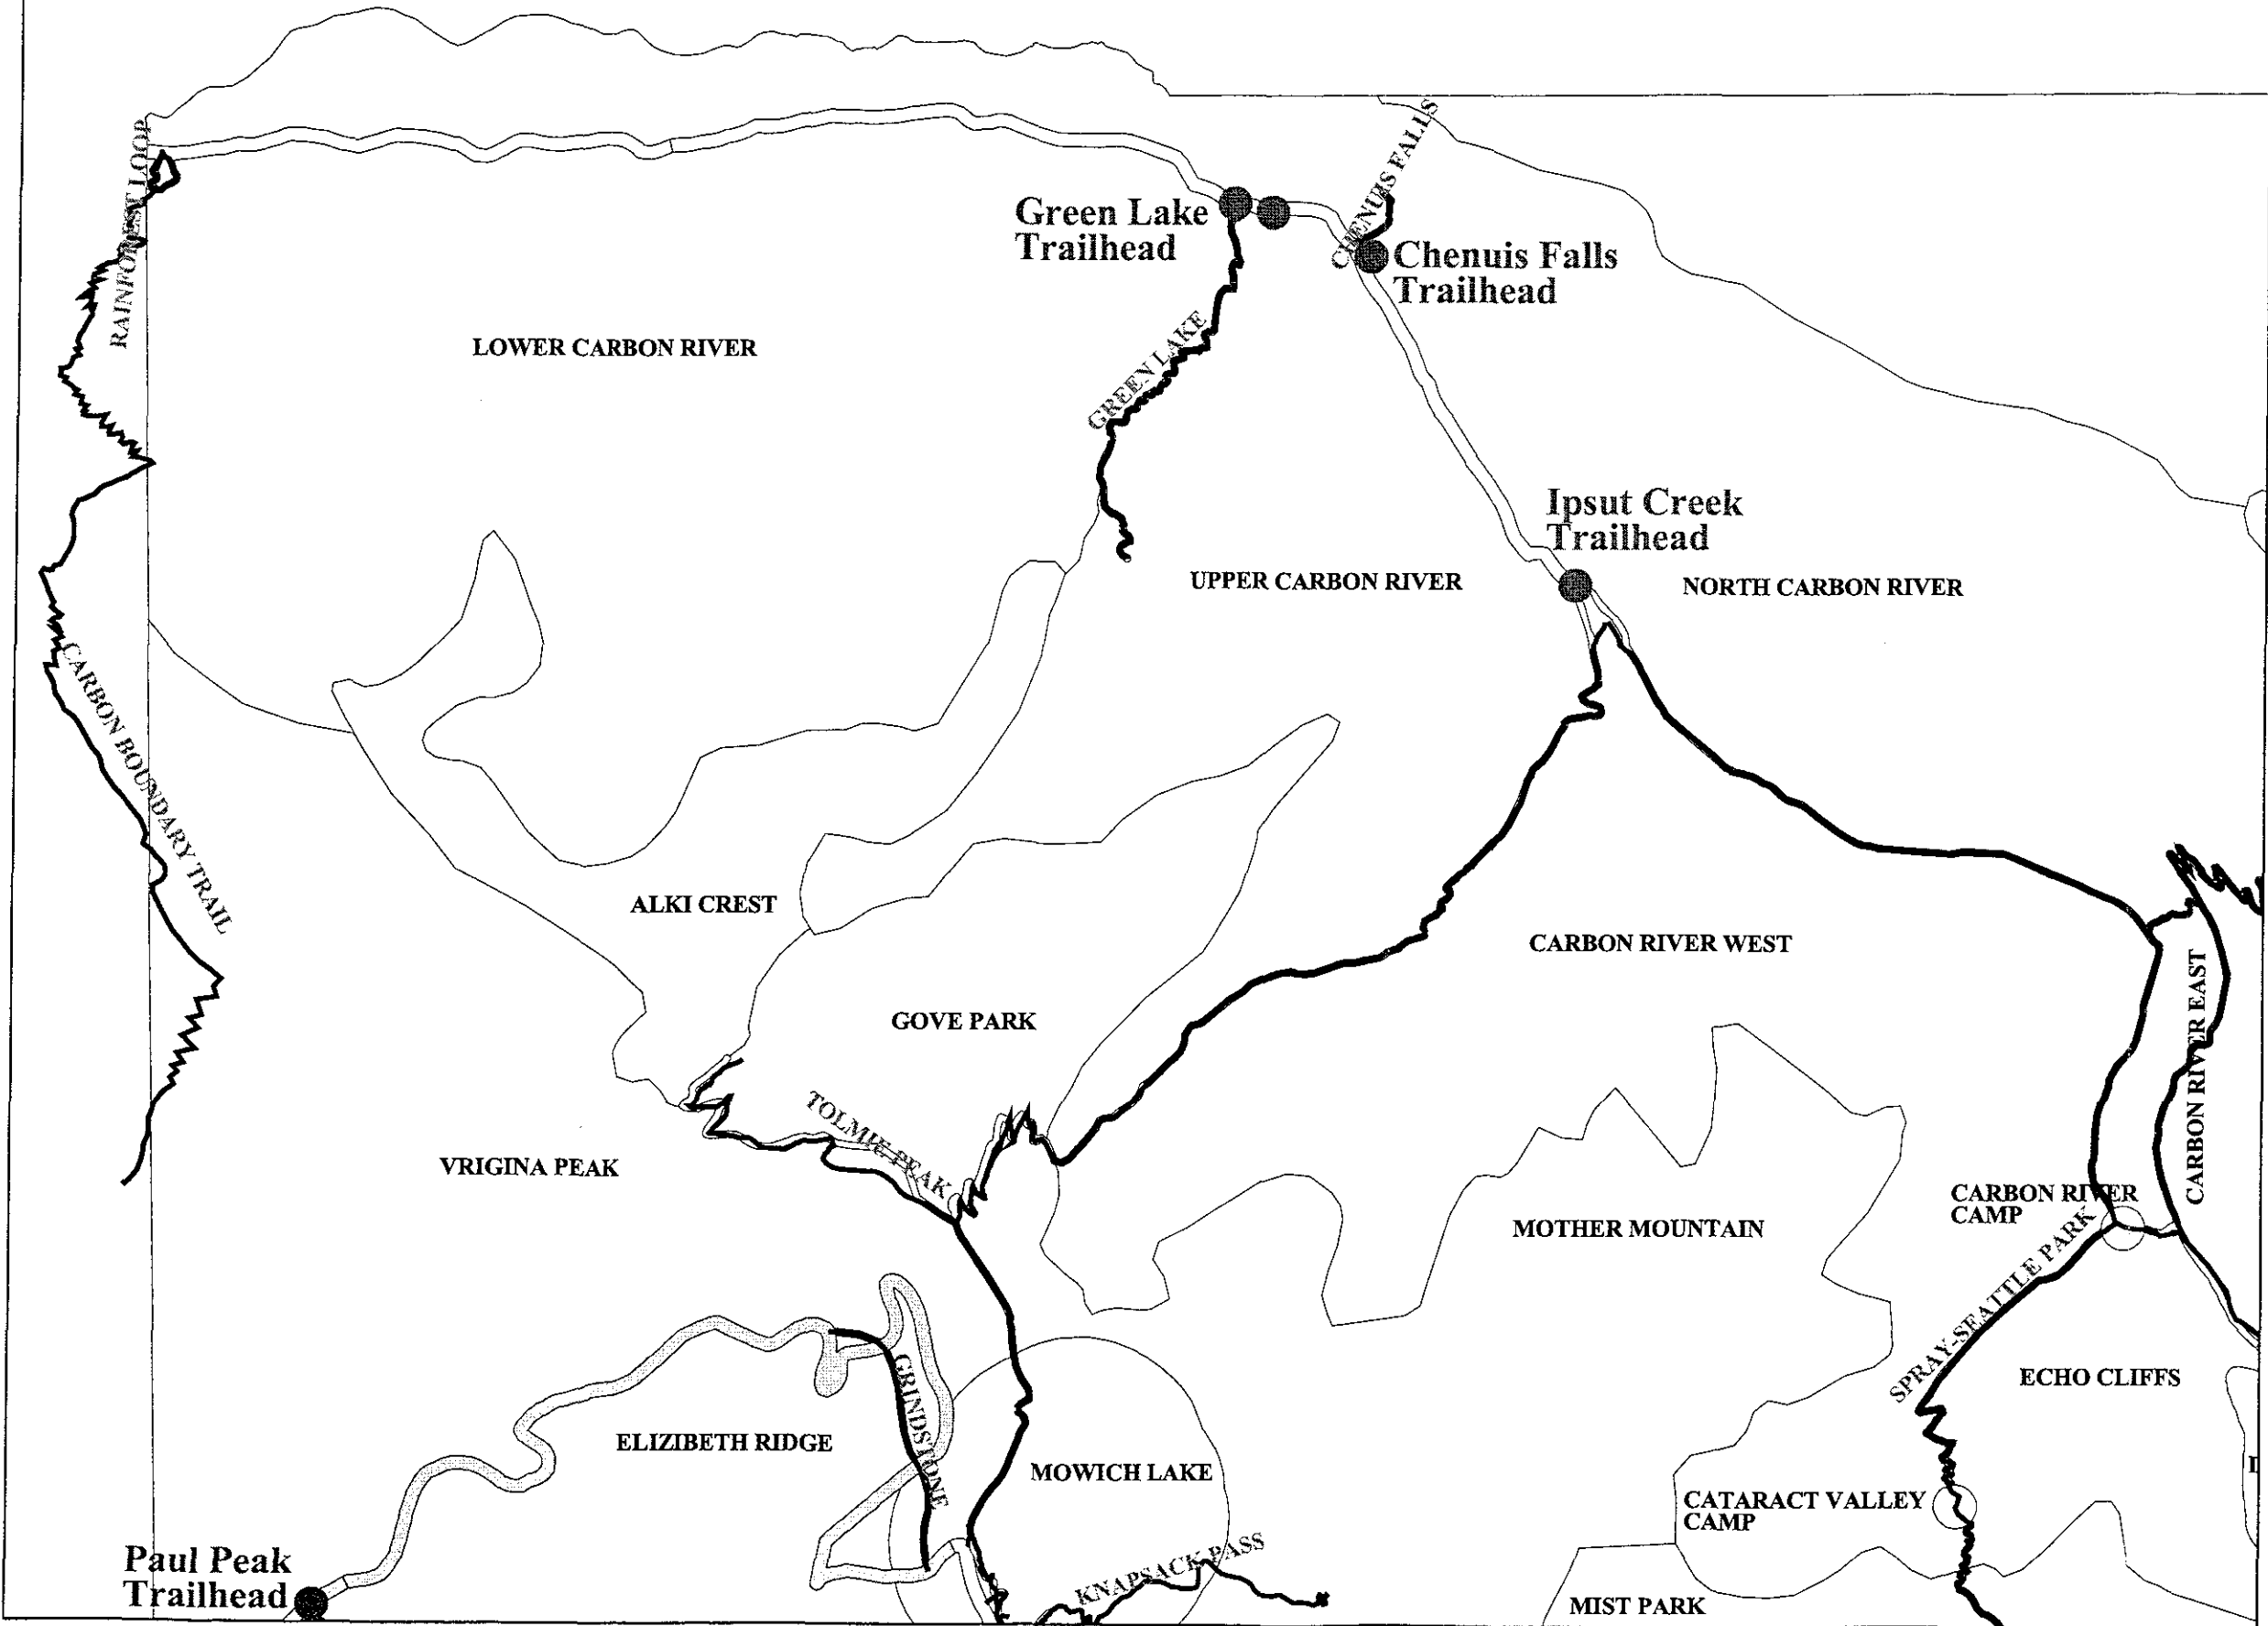 RAINFOREST LOOP
CHENUIS FALLS
Green Lake
Trailhead
Chenuis Falls
Trailhead
LOWER CARBON RIVER
GREEN LAKE
Ipsut Creek
Trailhead
UPPER CARBON RIVER
NORTH CARBON RIVER
CARBON BOUNDARY TRAIL
ALKI CREST
CARBON RIVER WEST
GOVE PARK
CARBON RIVER EAST
TOLMIE PEAK
VRIGINA PEAK
CARBON RIVER
CAMP
MOTHER MOUNTAIN
SPRAY-SEATTLE PARK
ECHO CLIFFS
GRINDSTONE
ELIZIBETH RIDGE
MOWICH LAKE
CATARACT VALLEY
CAMP
Paul Peak
Trailhead
KNAPSACK PASS
MIST PARK